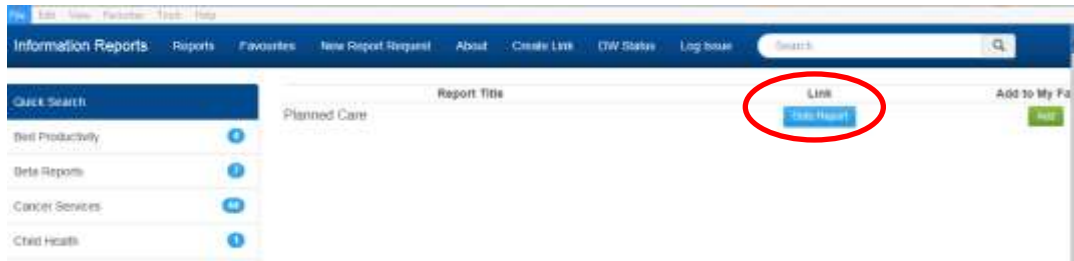 File Edit View Favorites Tools Help
Information Reports Reports Favourites New Report Request About Create Link DW Status Log Issue Search
Quick Search
Report Title Link Add to My Fa
Planned Care Goto Report Add
Bed Productivity
Beta Reports
Cancer Services
Child Health 1